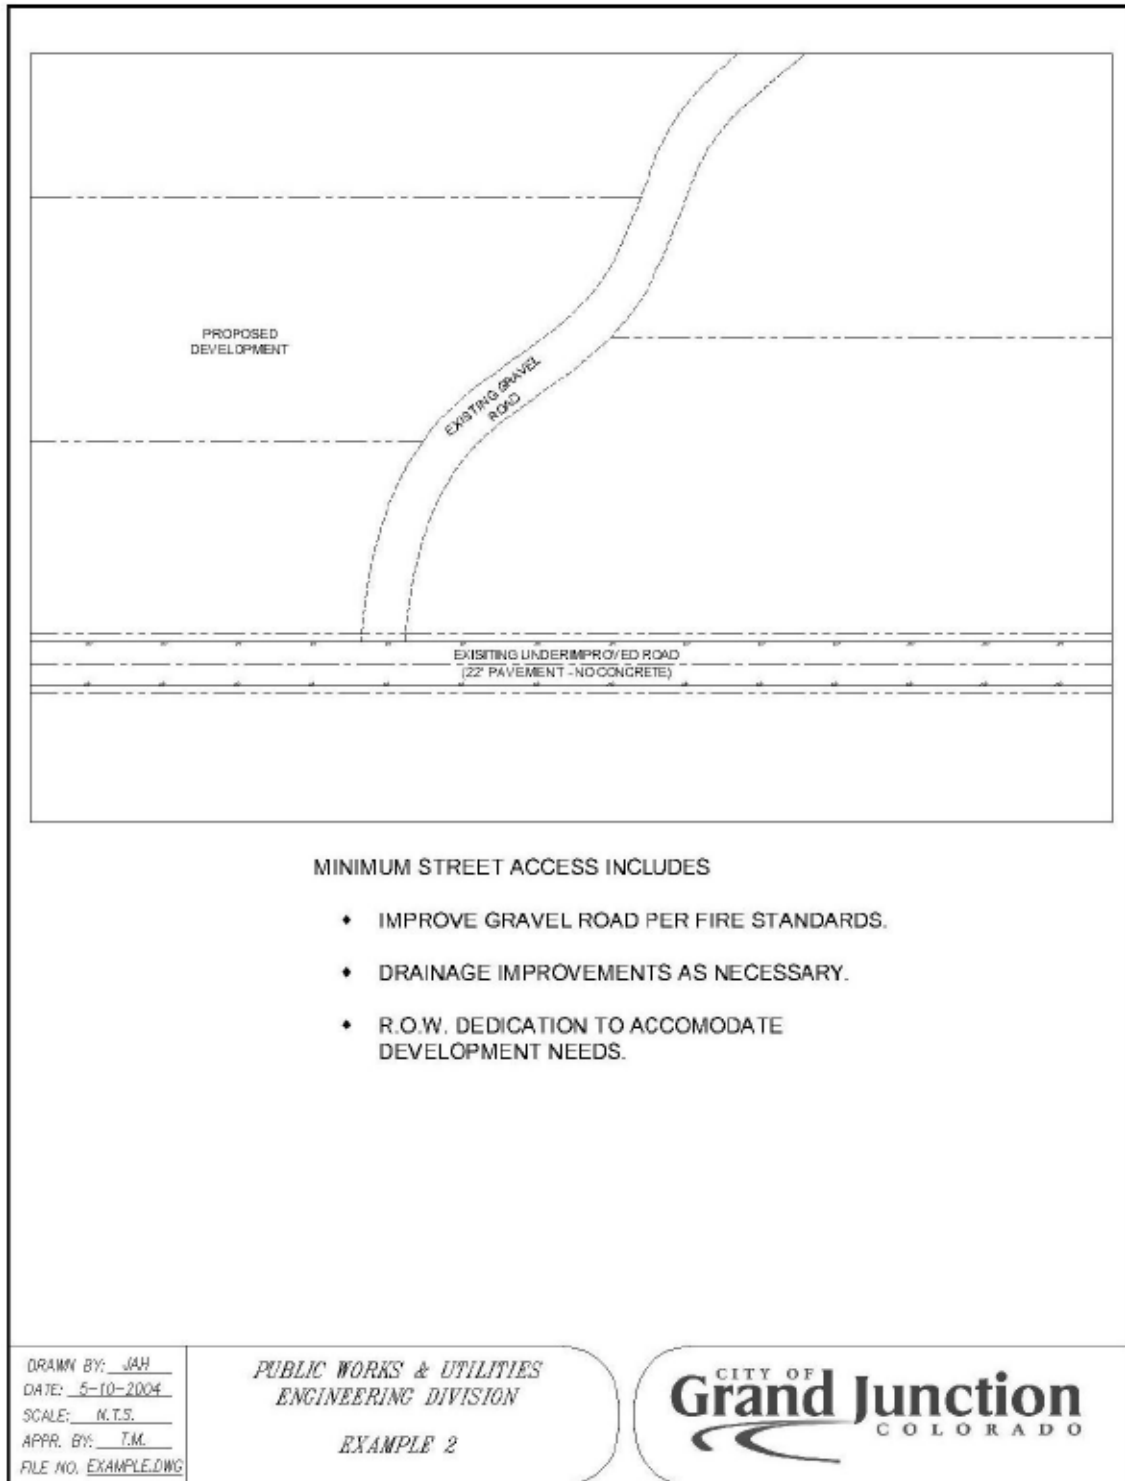 PROPOSED
DEVELOPMENT
EXISTING GRAVEL
ROAD
EXISITING UNDERIMPROVED ROAD
(22' PAVEMENT - NO CONCRETE)
MINIMUM STREET ACCESS INCLUDES
♦ IMPROVE GRAVEL ROAD PER FIRE STANDARDS.
♦ DRAINAGE IMPROVEMENTS AS NECESSARY.
♦ R.O.W. DEDICATION TO ACCOMODATE
DEVELOPMENT NEEDS.
DRAWN BY: JAH
DATE: 5-10-2004
SCALE: N.T.S.
APPR. BY: T.M.
FILE NO. EXAMPLE.DWG
PUBLIC WORKS & UTILITIES
ENGINEERING DIVISION
EXAMPLE 2
CITY OF
Grand Junction
COLORADO